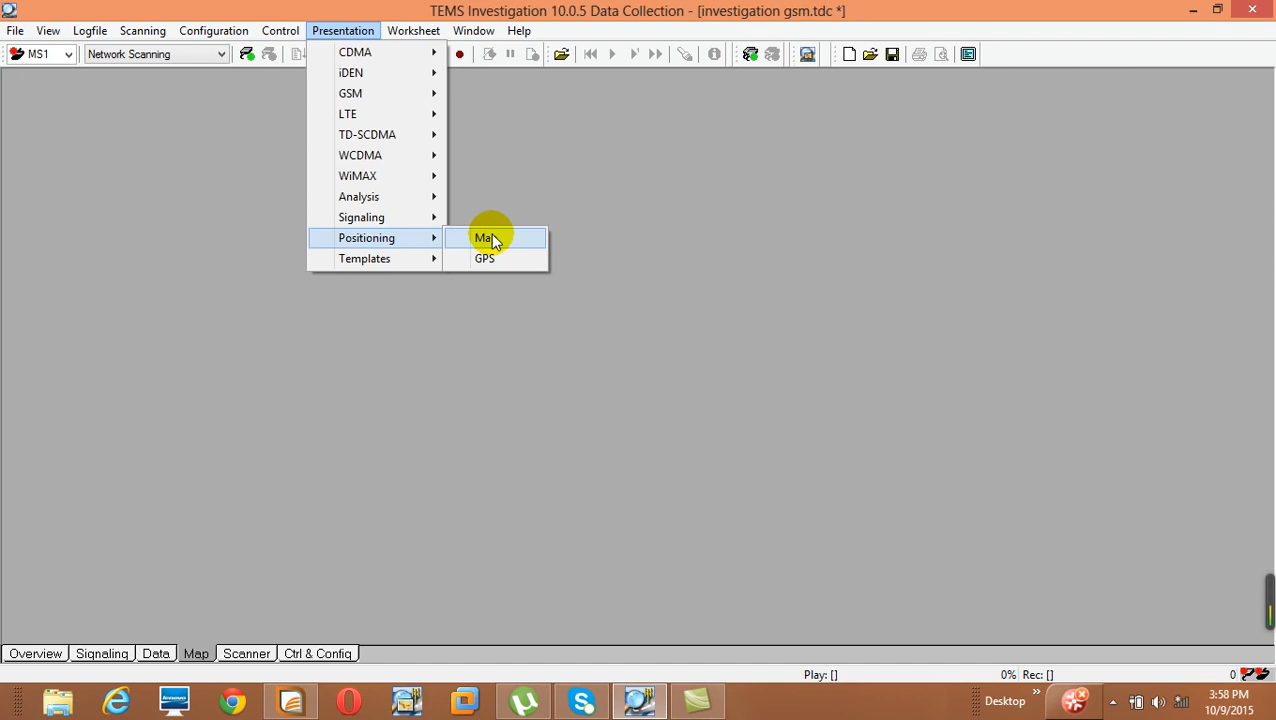 TEMS Investigation 10.0.5 Data Collection - [investigation gsm.tdc *]
File View Logfile Scanning Configuration Control Presentation Worksheet Window Help
MS1 Network Scanning
CDMA
iDEN
GSM
LTE
TD-SCDMA
WCDMA
WiMAX
Analysis
Signaling
Positioning Map
Templates GPS
Overview Signaling Data Map Scanner Ctrl & Config
Play: [] 0% Rec: [] 0
Desktop
3:58 PM
10/9/2015